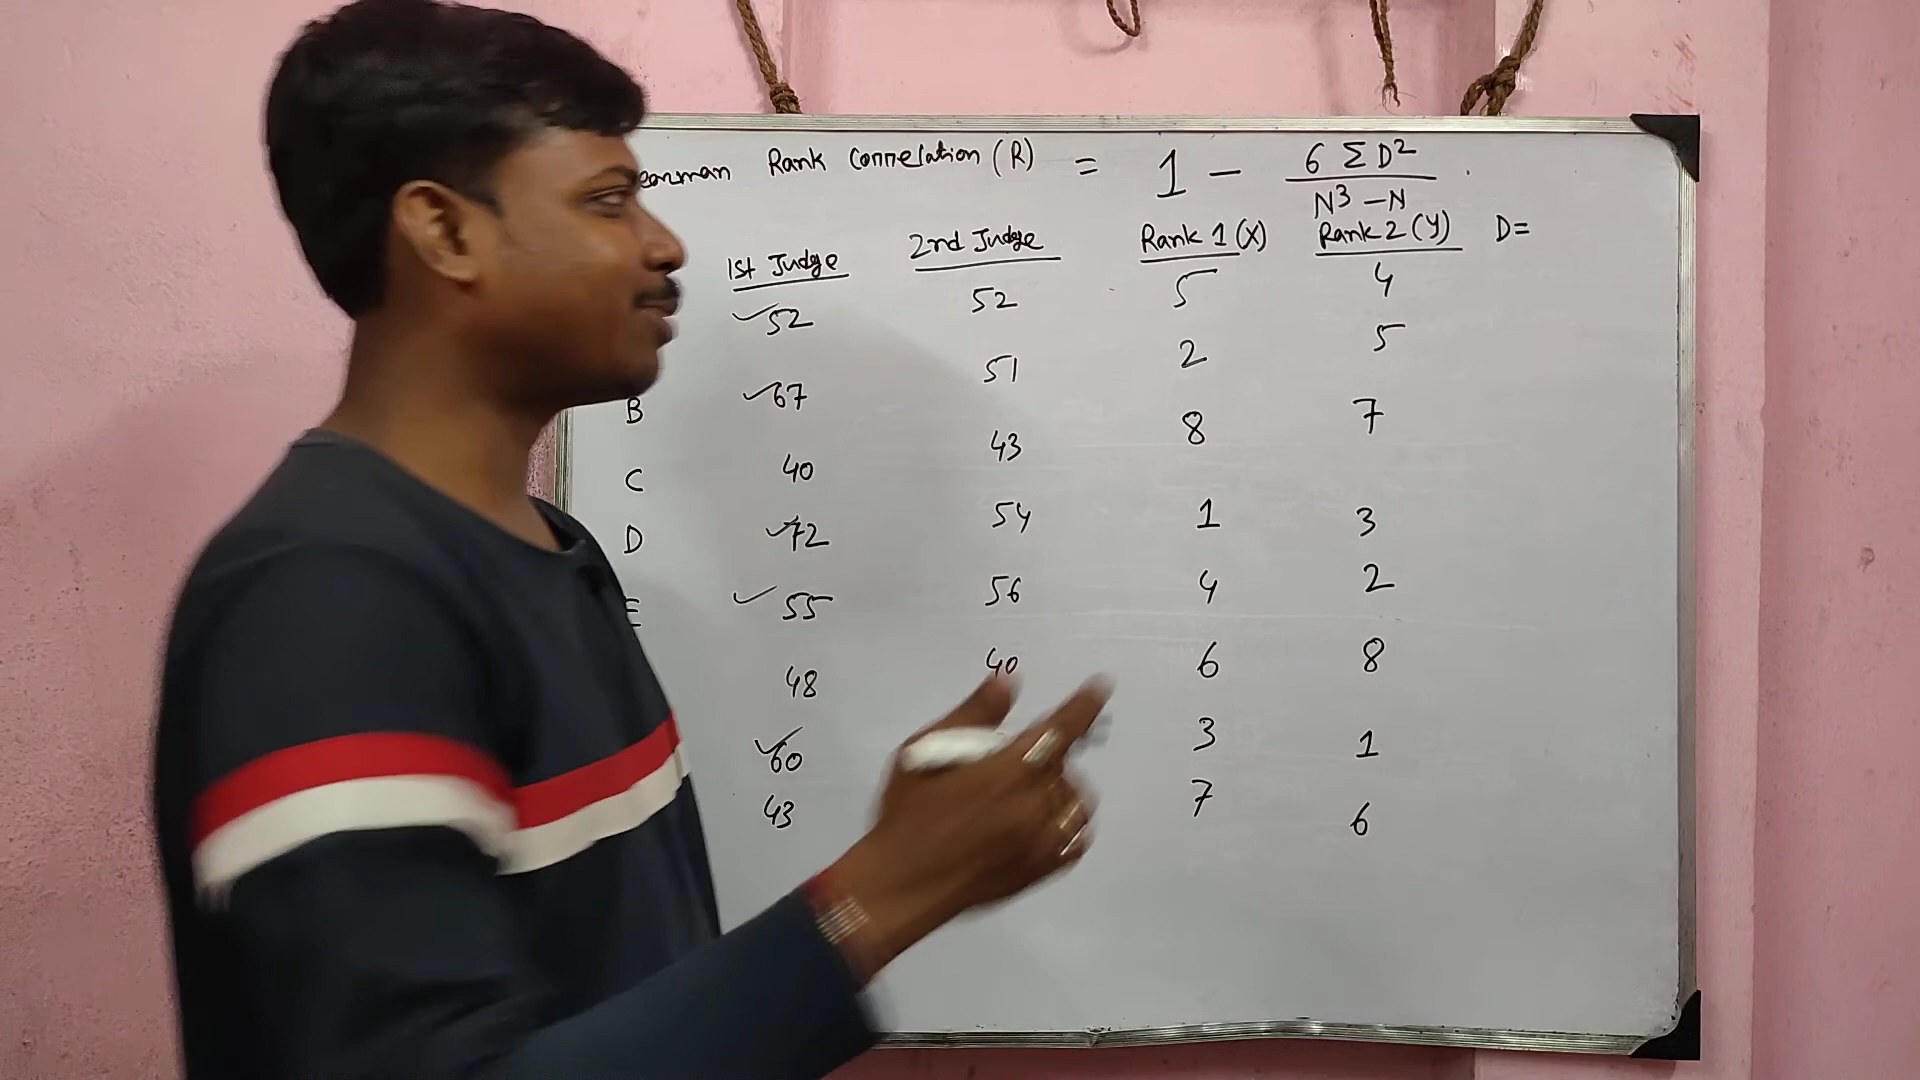 Rank Correlation (R) = 1 - 6 Σ D² / N³ - N
1st Judge 2nd Judge Rank 1 (X) Rank 2 (Y) D=
52 52 5 4
B 67 51 2 5
C 40 43 8 7
D 72 54 1 3
E 55 56 4 2
48 40 6 8
60 3 1
43 7 6